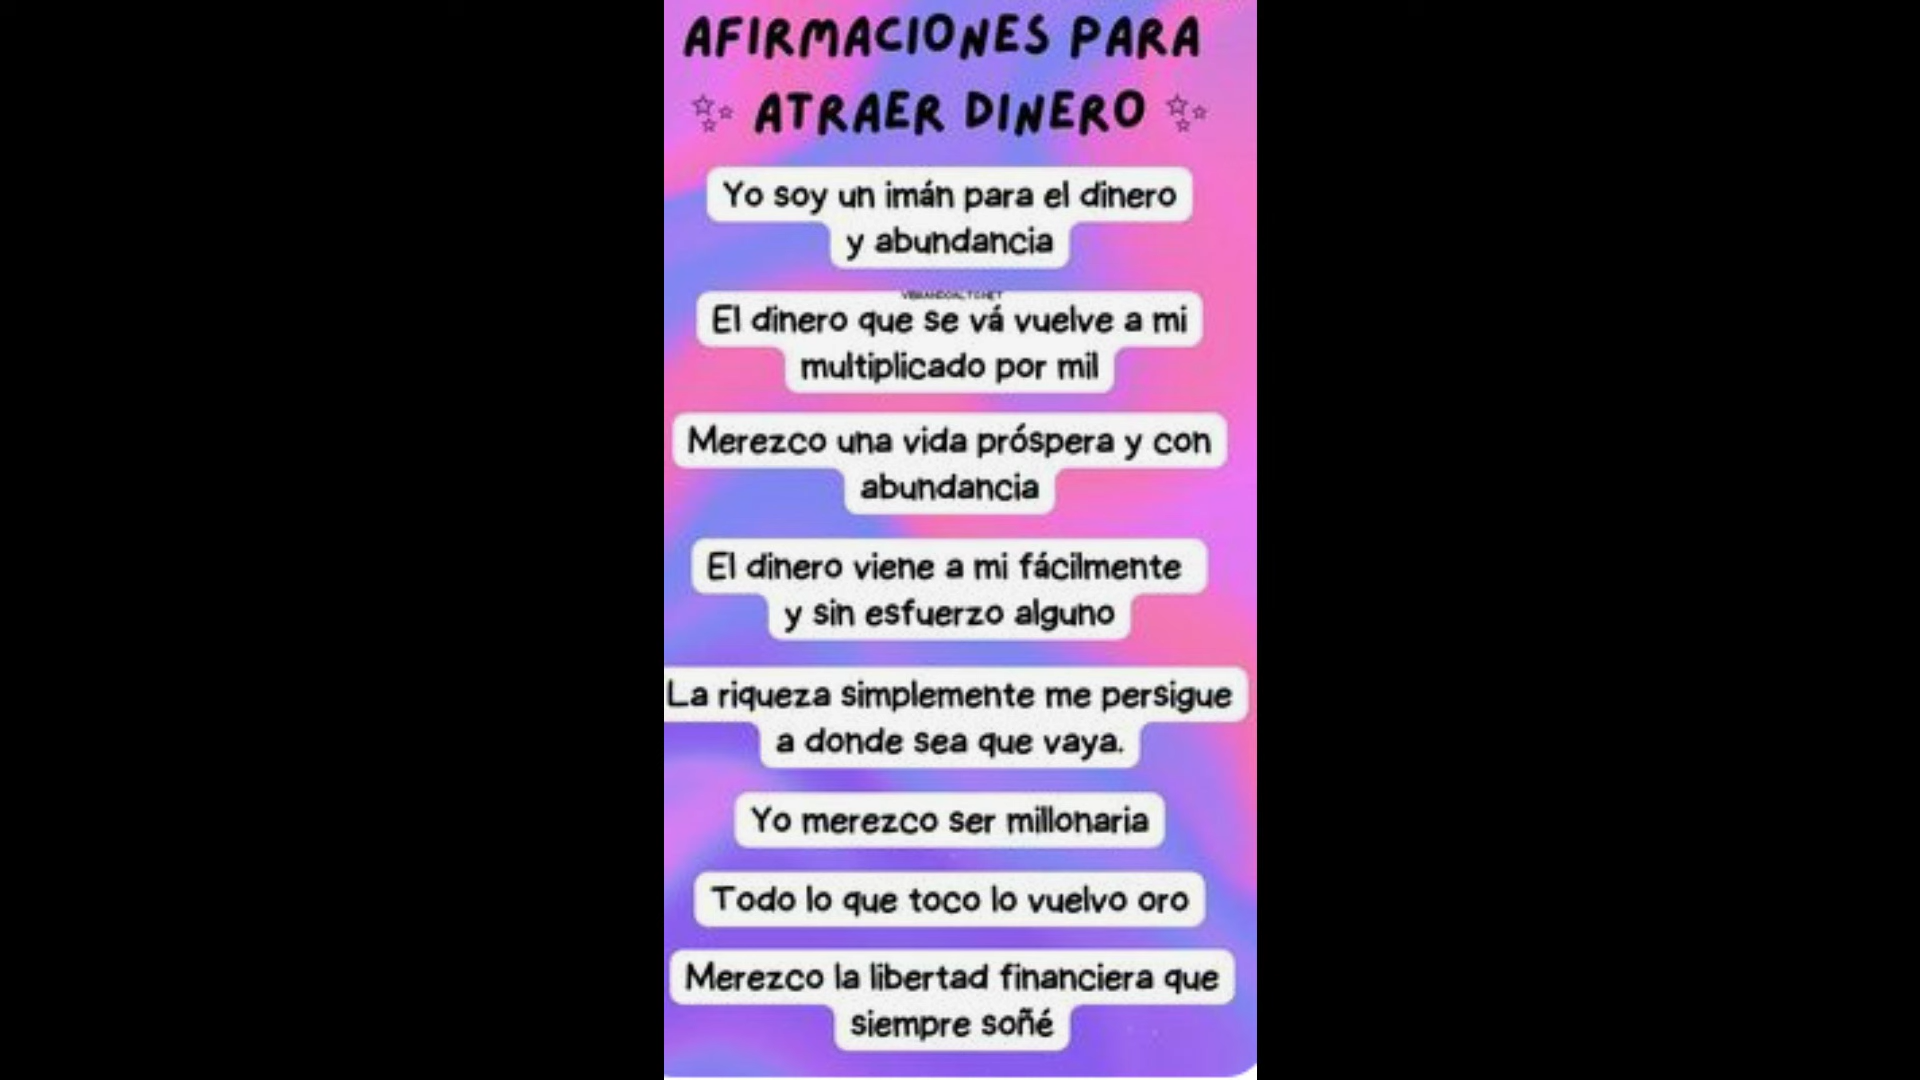 AFIRMACIONES PARA
ATRAER DINERO
Yo soy un imán para el dinero
y abundancia
VIBRANDOALTO.NET
El dinero que se vá vuelve a mi
multiplicado por mil
Merezco una vida próspera y con
abundancia
El dinero viene a mi fácilmente
y sin esfuerzo alguno
La riqueza simplemente me persigue
a donde sea que vaya.
Yo merezco ser millonaria
Todo lo que toco lo vuelvo oro
Merezco la libertad financiera que
siempre soñé